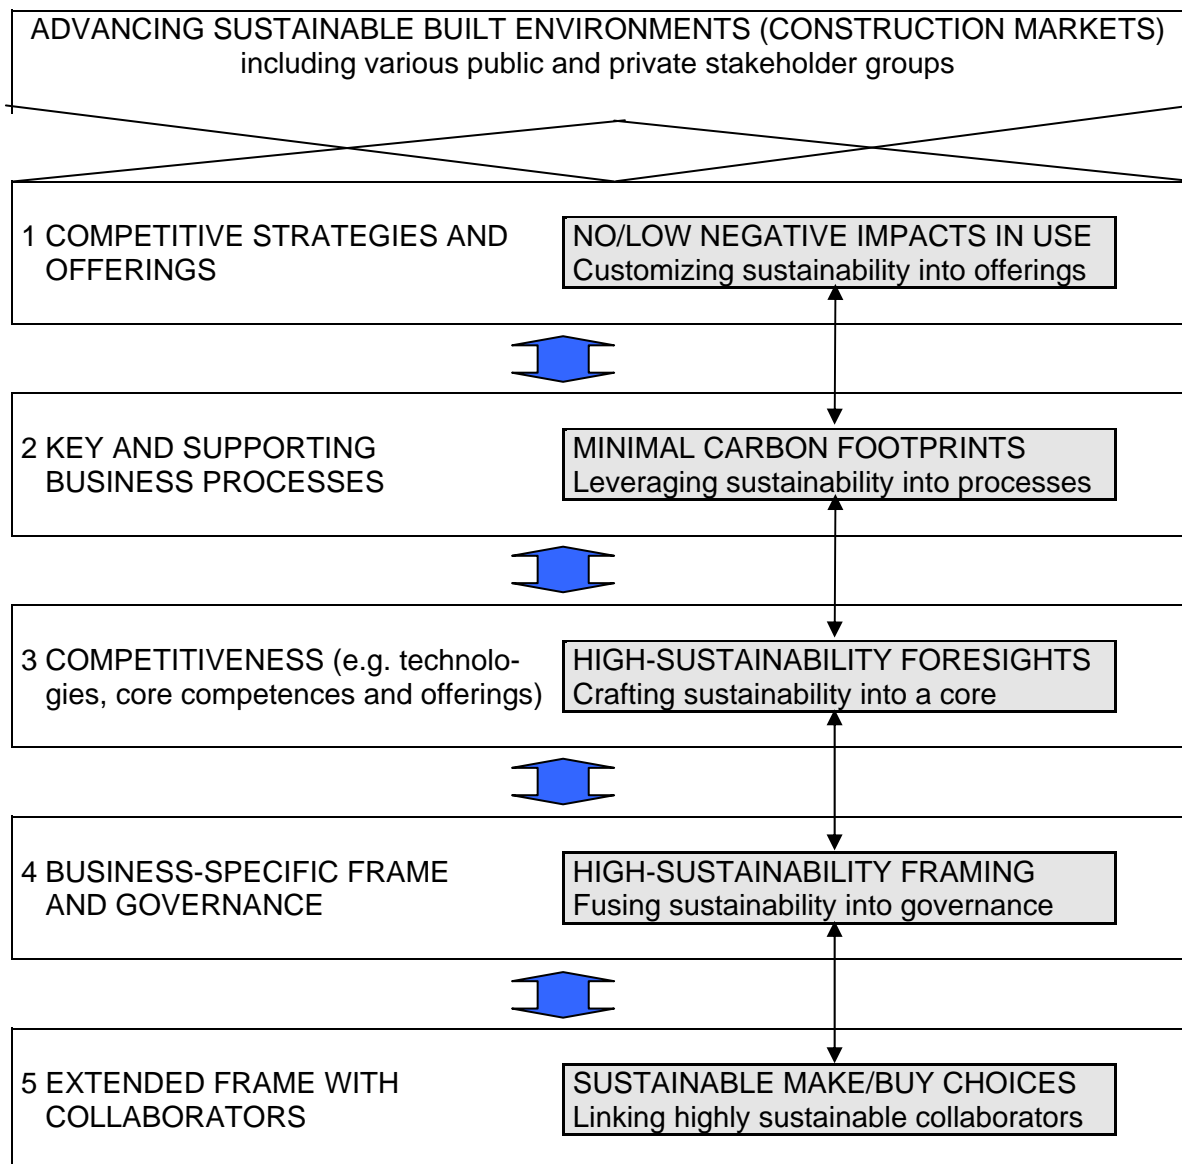 ADVANCING SUSTAINABLE BUILT ENVIRONMENTS (CONSTRUCTION MARKETS)
including various public and private stakeholder groups
1 COMPETITIVE STRATEGIES AND
OFFERINGS
NO/LOW NEGATIVE IMPACTS IN USE
Customizing sustainability into offerings
2 KEY AND SUPPORTING
BUSINESS PROCESSES
MINIMAL CARBON FOOTPRINTS
Leveraging sustainability into processes
3 COMPETITIVENESS (e.g. technolo-
gies, core competences and offerings)
HIGH-SUSTAINABILITY FORESIGHTS
Crafting sustainability into a core
4 BUSINESS-SPECIFIC FRAME
AND GOVERNANCE
HIGH-SUSTAINABILITY FRAMING
Fusing sustainability into governance
5 EXTENDED FRAME WITH
COLLABORATORS
SUSTAINABLE MAKE/BUY CHOICES
Linking highly sustainable collaborators